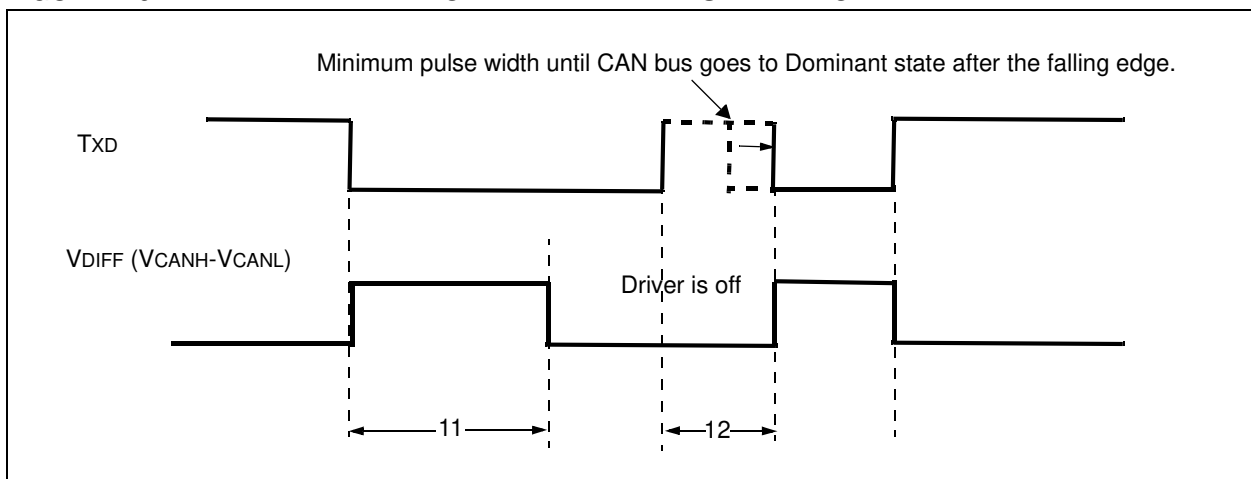 Minimum pulse width until CAN bus goes to Dominant state after the falling edge.
TXD
VDIFF (VCANH-VCANL)
Driver is off
11
12